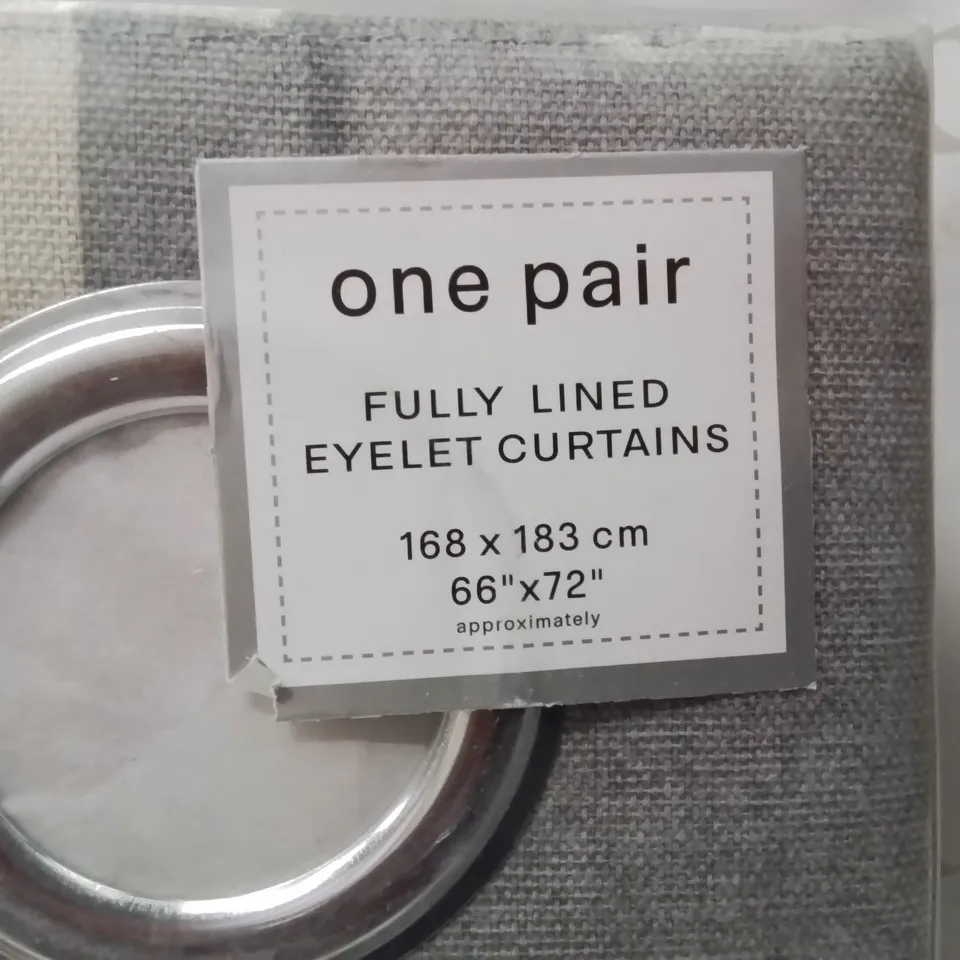 one pair
FULLY LINED
EYELET CURTAINS
168 x 183 cm
66"x72"
approximately